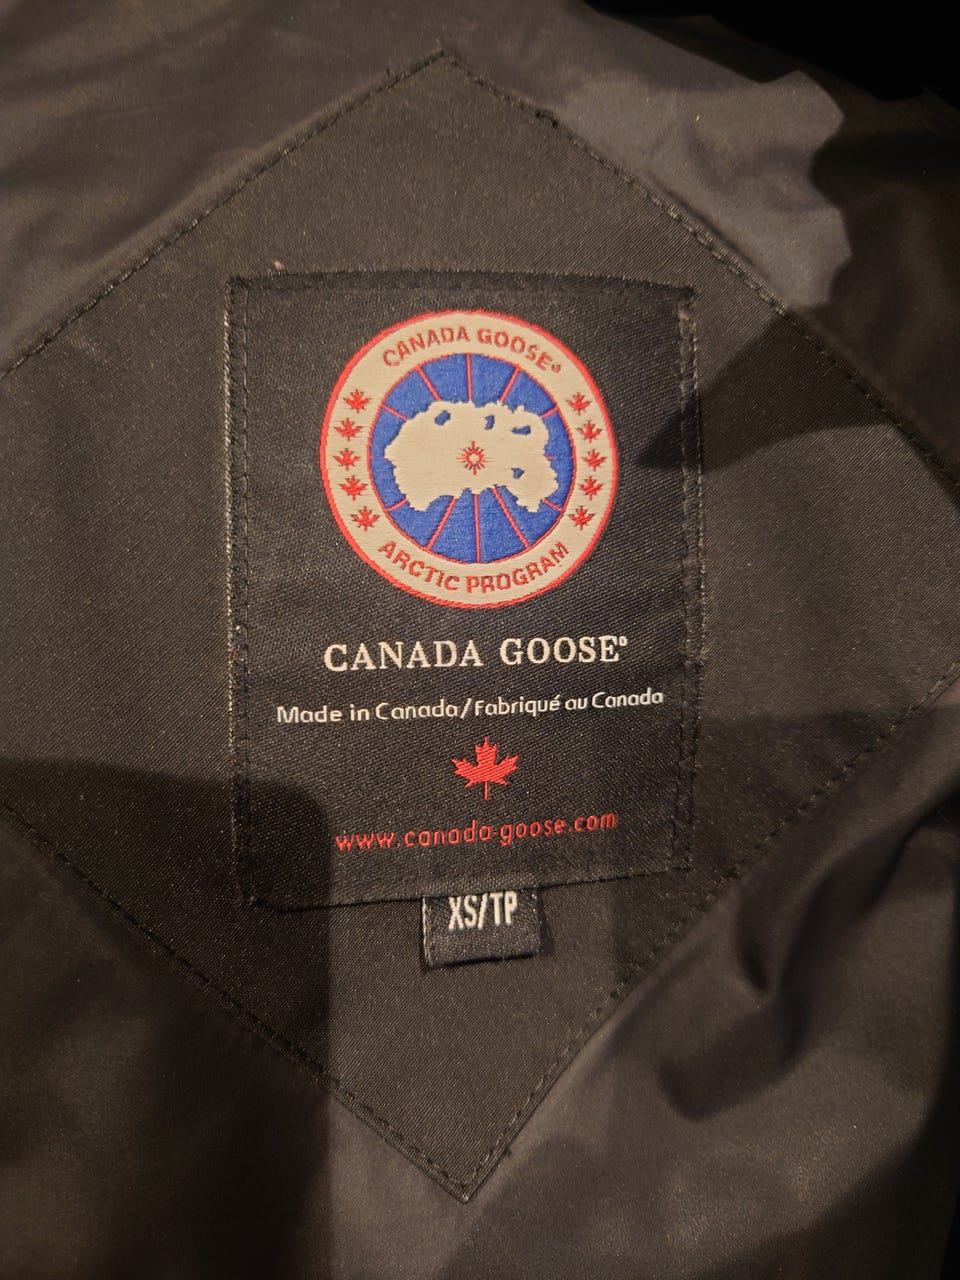 CANADA GOOSE®
ARCTIC PROGRAM
CANADA GOOSE®
Made in Canada/Fabriqué au Canada
www.canada-goose.com
XS/TP